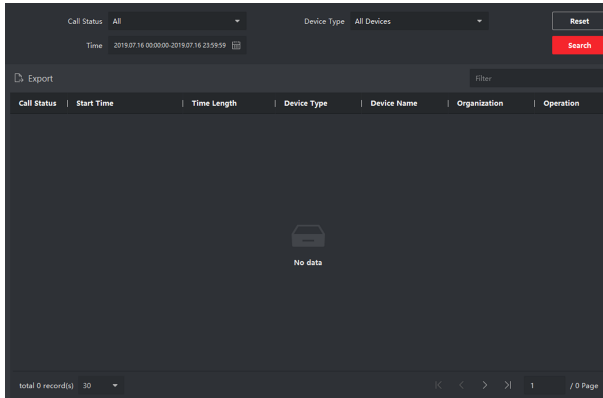 Call Status All Device Type All Devices Reset
Time 2019.07.16 00:00:00-2019.07.16 23:59:59 Search
Export Filter
Call Status | Start Time | Time Length | Device Type | Device Name | Organization | Operation
No data
total 0 record(s) 30 1 / 0 Page